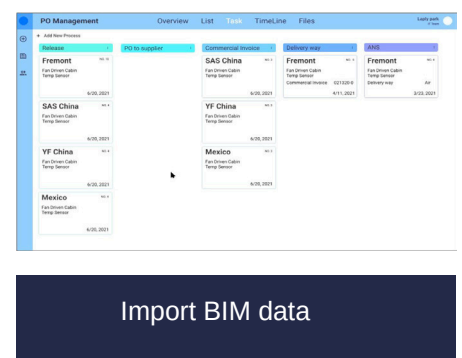 PO Management Overview List Task TimeLine Files
+ Add New Process
Release PO to supplier Commercial Invoice Delivery way ANS
Fremont SAS China Fremont Fremont
Fan Driven Cabin Fan Driven Cabin Fan Driven Cabin Fan Driven Cabin
Temp Sensor Temp Sensor Temp Sensor Temp Sensor
Commercial Invoice Delivery way Air
6/20, 2021 6/20, 2021 4/11, 2021 3/23, 2021
SAS China YF China
Fan Driven Cabin Fan Driven Cabin
Temp Sensor Temp Sensor
6/20, 2021 6/20, 2021
YF China Mexico
Fan Driven Cabin Fan Driven Cabin
Temp Sensor Temp Sensor
6/20, 2021 6/20, 2021
Mexico
Fan Driven Cabin
Temp Sensor
6/20, 2021
Import BIM data